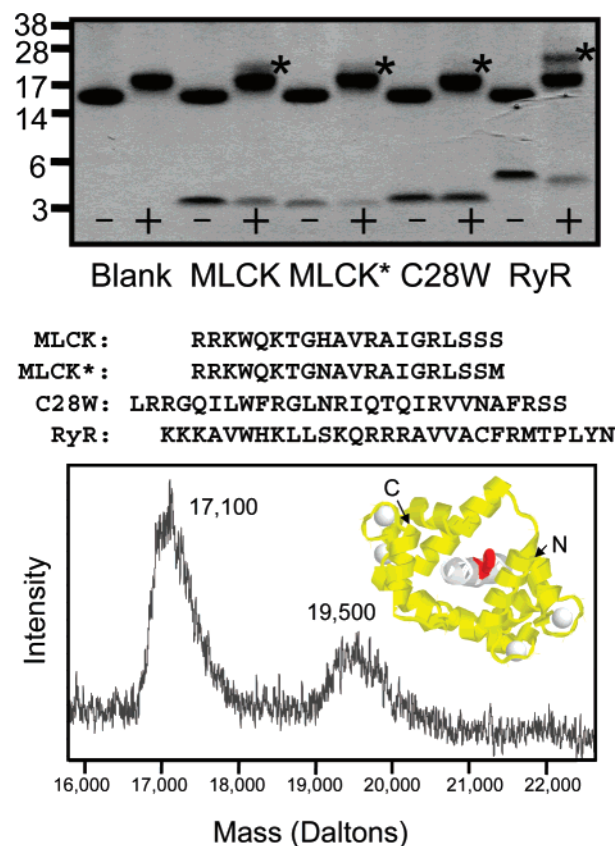 38
28
17
14
6
3
* * * *
− + − + − + − + − +
Blank MLCK MLCK* C28W RyR
MLCK: RRKWQKTGHAVRAIGRLSSS
MLCK*: RRKWQKTGNAVRAIGRLSSM
C28W: LRRGQILWFRGLNRIQTQIRVVNAFRSS
RyR: KKKAVWHKLLSKQRRRAVVACFRMTPLYN
17,100
19,500
C
N
Intensity
16,000 17,000 18,000 19,000 20,000 21,000 22,000
Mass (Daltons)